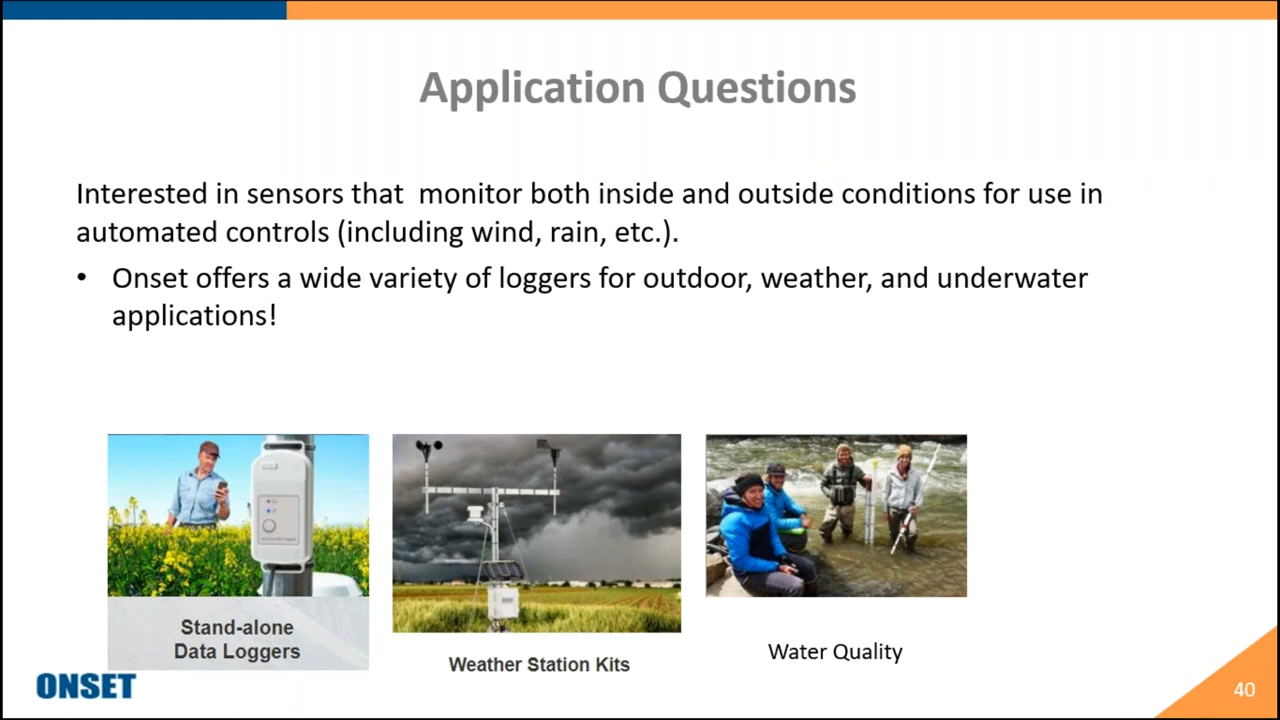 Application Questions
Interested in sensors that  monitor both inside and outside conditions for use in
automated controls (including wind, rain, etc.).
• Onset offers a wide variety of loggers for outdoor, weather, and underwater
applications!
Stand-alone
Data Loggers
Weather Station Kits
Water Quality
ONSET
40